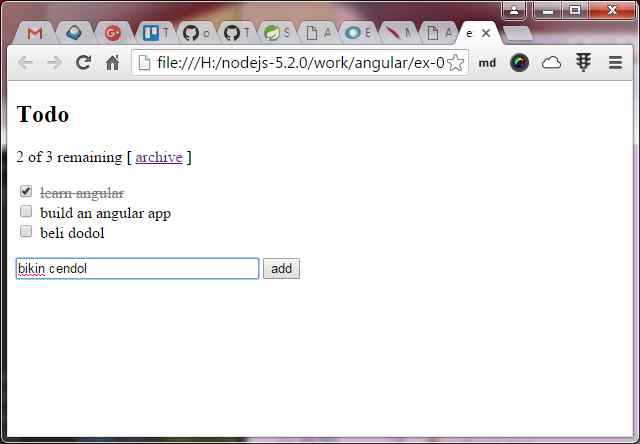 T
o
T
S
A
E
N
A
e
file:///H:/nodejs-5.2.0/work/angular/ex-0
md
Todo
2 of 3 remaining [ archive ]
learn angular
build an angular app
beli dodol
bikin cendol
add